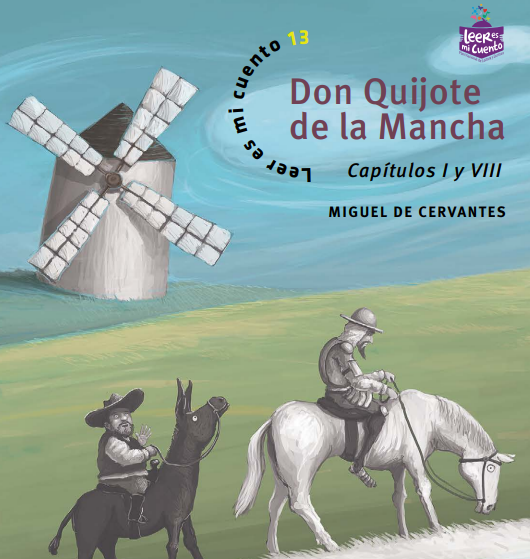 Leer es
mi Cuento
Leer es mi cuento 13
Don Quijote
de la Mancha
Capítulos I y VIII
MIGUEL DE CERVANTES